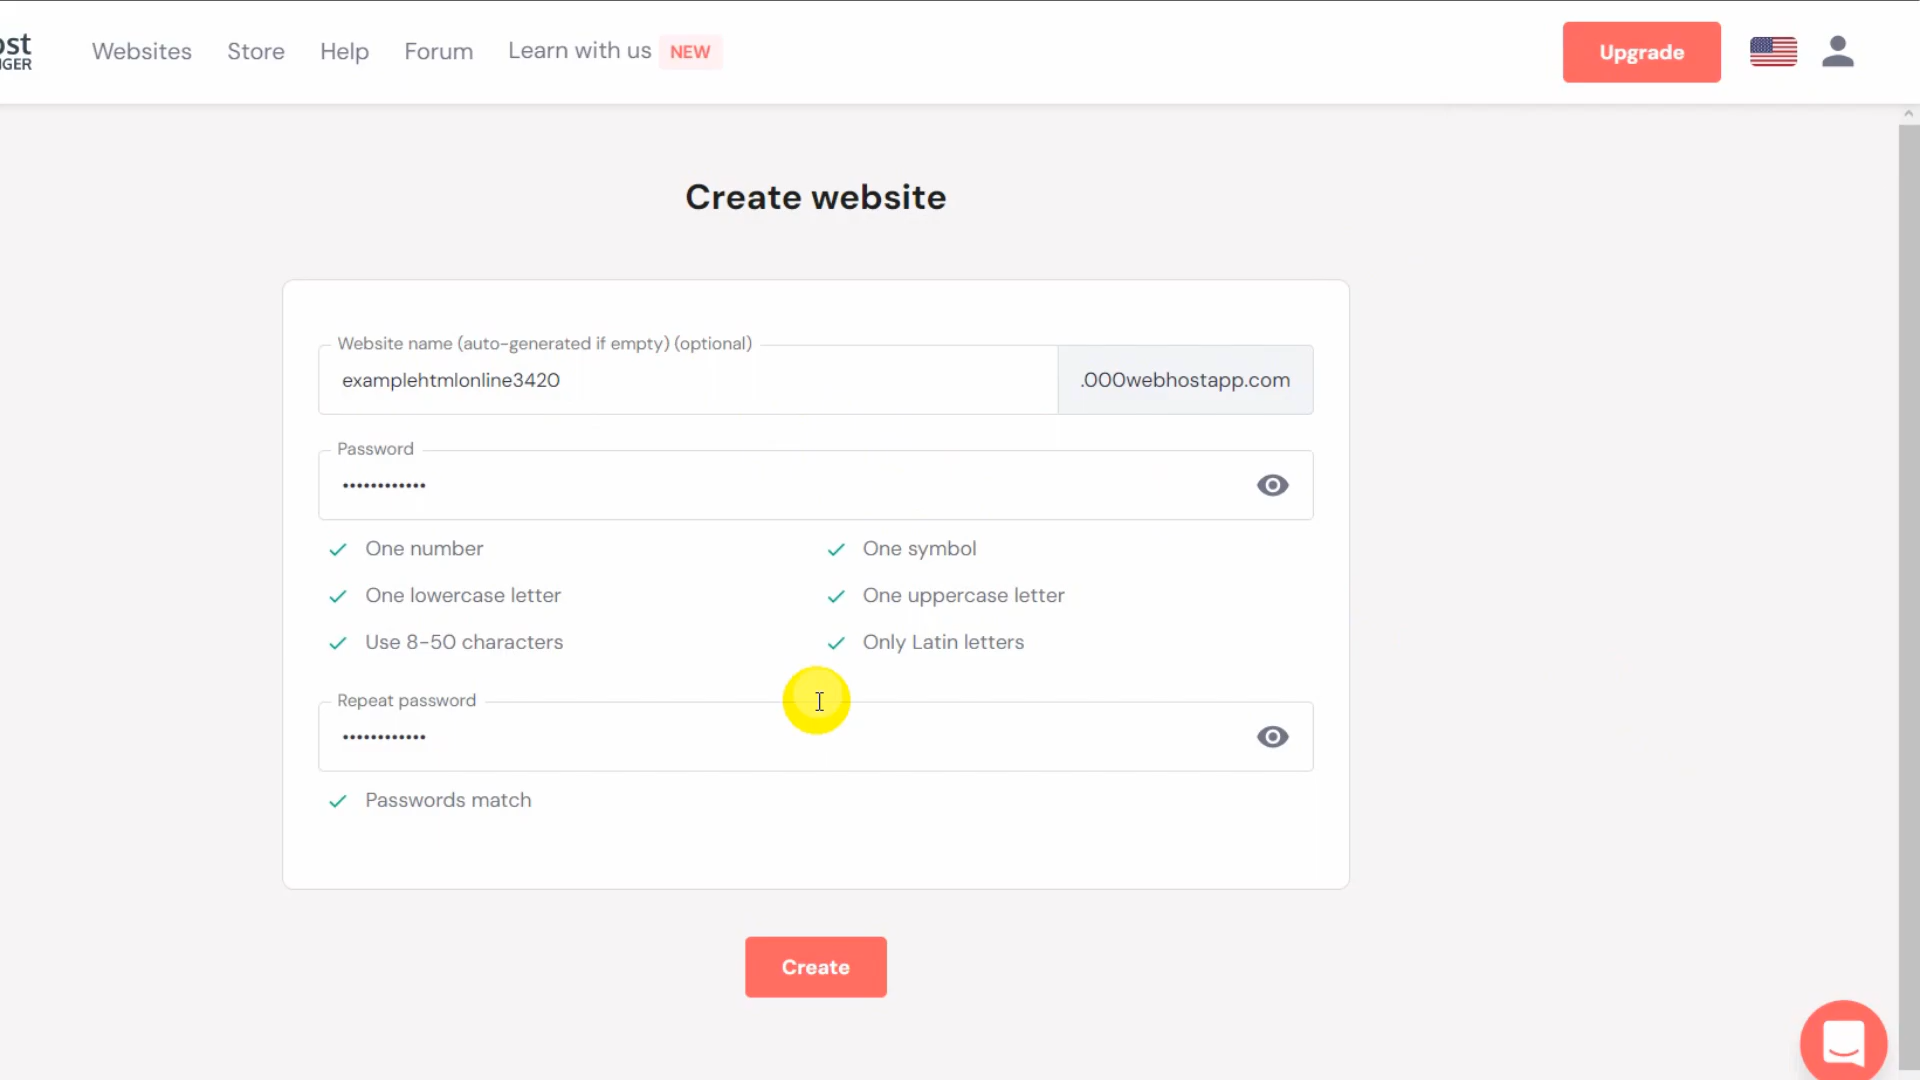 ost
Websites Store Help Forum Learn with us NEW Upgrade
GER
Create website
Website name (auto-generated if empty) (optional)
examplehtmlonline3420 .000webhostapp.com
Password
••••••••••••
One number One symbol
One lowercase letter One uppercase letter
Use 8-50 characters Only Latin letters
Repeat password
••••••••••••
Passwords match
Create